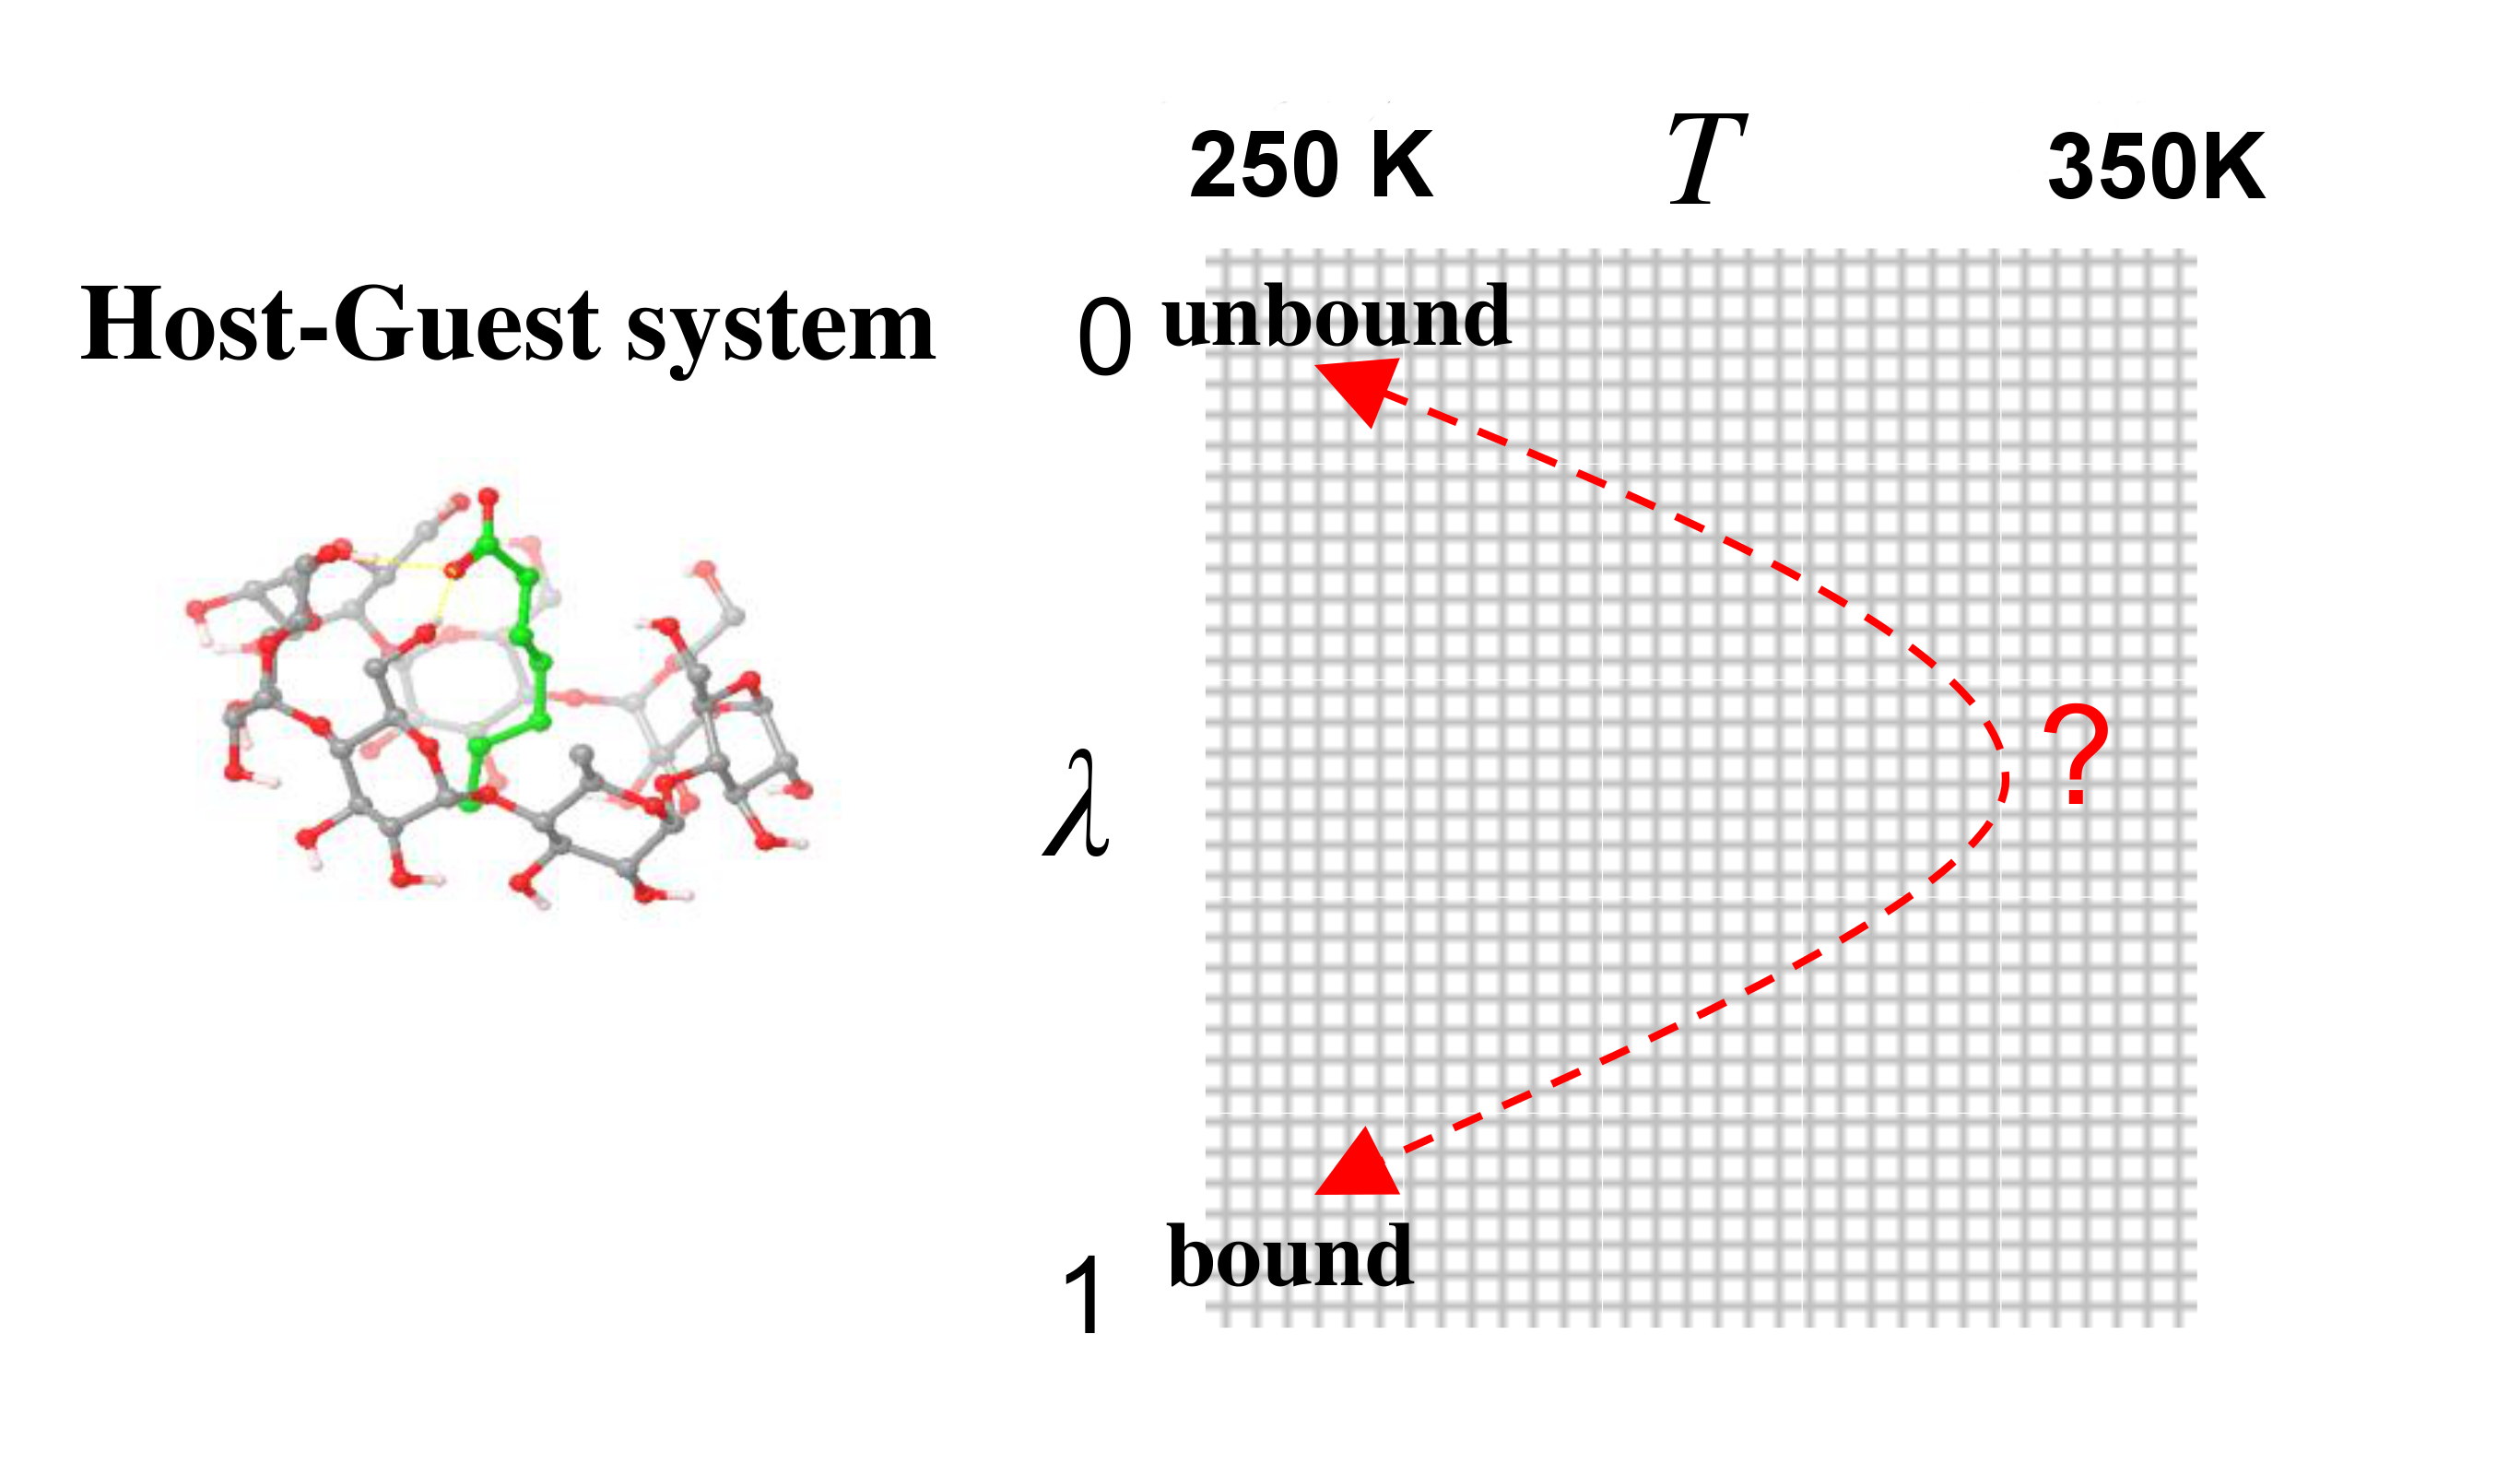 250 K T 350K
Host-Guest system
0 unbound
λ
?
1 bound